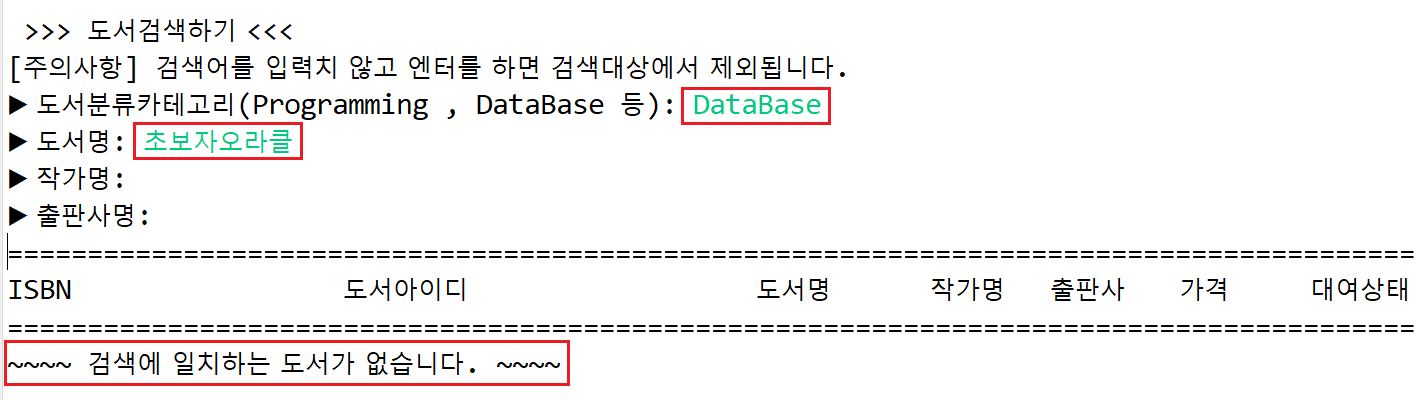 >>> 도서검색하기 <<<
[주의사항] 검색어를 입력치 않고 엔터를 하면 검색대상에서 제외됩니다.
▶ 도서분류카테고리(Programming , DataBase 등): DataBase
▶ 도서명: 초보자오라클
▶ 작가명:
▶ 출판사명:
========================================================================================
ISBN 도서아이디 도서명 작가명 출판사 가격 대여상태
========================================================================================
~~~~ 검색에 일치하는 도서가 없습니다. ~~~~